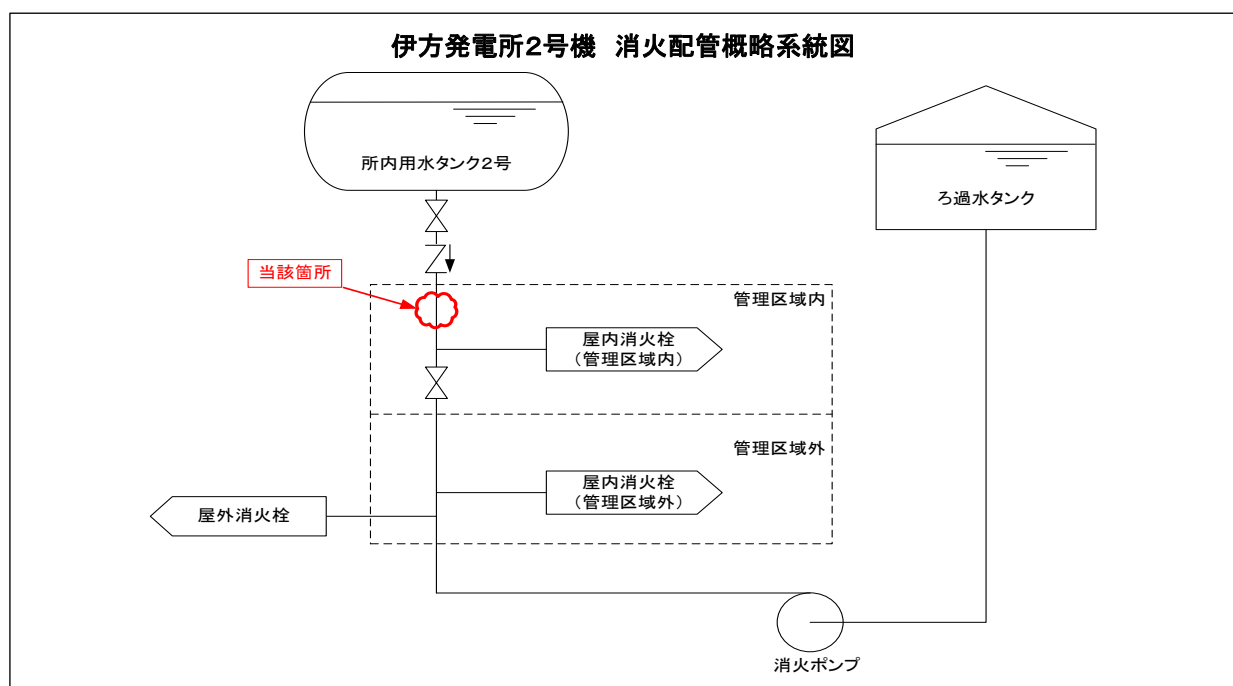 伊方発電所2号機 消火配管概略系統図
所内用水タンク2号
ろ過水タンク
当該箇所
管理区域内
屋内消火栓
（管理区域内）
管理区域外
屋内消火栓
（管理区域外）
屋外消火栓
消火ポンプ